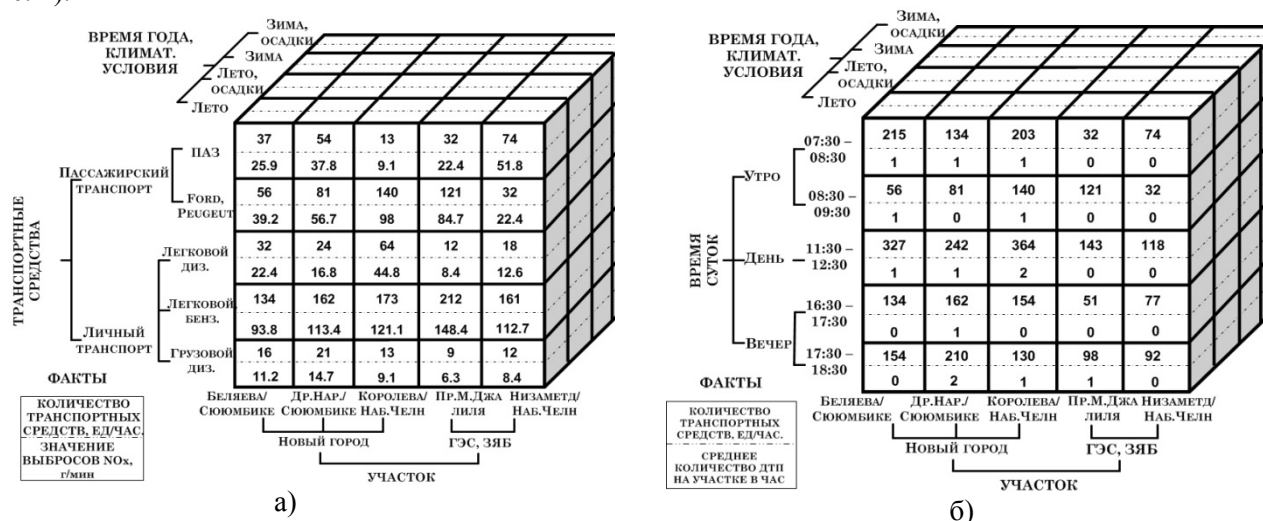 ВРЕМЯ ГОДА,
КЛИМАТ.
УСЛОВИЯ
ЗИМА,
ОСАДКИ
ЗИМА
ЛЕТО,
ОСАДКИ
ЛЕТО
ТРАНСПОРТНЫЕ
СРЕДСТВА
ПАССАЖИРСКИЙ
ТРАНСПОРТ
ЛИЧНЫЙ
ТРАНСПОРТ
ПАЗ
37 54 13 32 74
25.9 37.8 9.1 22.4 51.8
FORD,
PEUGEUT
56 81 140 121 32
39.2 56.7 98 84.7 22.4
ЛЕГКОВОЙ
ДИЗ.
32 24 64 12 18
22.4 16.8 44.8 8.4 12.6
ЛЕГКОВОЙ
БЕНЗ.
134 162 173 212 161
93.8 113.4 121.1 148.4 112.7
ГРУЗОВОЙ
ДИЗ.
16 21 13 9 12
11.2 14.7 9.1 6.3 8.4
БЕЛЯЕВА/ ДР.НАР./ КОРОЛЕВА/ ПР.М.ДЖА НИЗАМЕТД/
СЮЮМБИКЕ СЮЮМБИКЕ НАБ.ЧЕЛН ЛИЛЯ НАБ.ЧЕЛН
НОВЫЙ ГОРОД ГЭС, ЗЯБ
УЧАСТОК
ФАКТЫ
КОЛИЧЕСТВО
ТРАНСПОРТНЫХ
СРЕДСТВ, ЕД/ЧАС.
ЗНАЧЕНИЕ
ВЫБРОСОВ NOx,
г/мин
а)
ВРЕМЯ ГОДА,
КЛИМАТ.
УСЛОВИЯ
ЗИМА,
ОСАДКИ
ЗИМА
ЛЕТО,
ОСАДКИ
ЛЕТО
ВРЕМЯ
СУТОК
УТРО
ДЕНЬ
ВЕЧЕР
07:30 –
08:30
215 134 203 32 74
1 1 1 0 0
08:30 –
09:30
56 81 140 121 32
1 0 1 0 0
11:30 –
12:30
327 242 364 143 118
1 1 2 0 0
16:30 –
17:30
134 162 154 51 77
0 1 0 0 0
17:30 –
18:30
154 210 130 98 92
0 2 1 1 0
БЕЛЯЕВА/ ДР.НАР./ КОРОЛЕВА/ ПР.М.ДЖА НИЗАМЕТД/
СЮЮМБИКЕ СЮЮМБИКЕ НАБ.ЧЕЛН ЛИЛЯ НАБ.ЧЕЛН
НОВЫЙ ГОРОД ГЭС, ЗЯБ
УЧАСТОК
ФАКТЫ
КОЛИЧЕСТВО
ТРАНСПОРТНЫХ
СРЕДСТВ, ЕД/ЧАС.
СРЕДНЕЕ
КОЛИЧЕСТВО ДТП
НА УЧАСТКЕ В ЧАС
б)